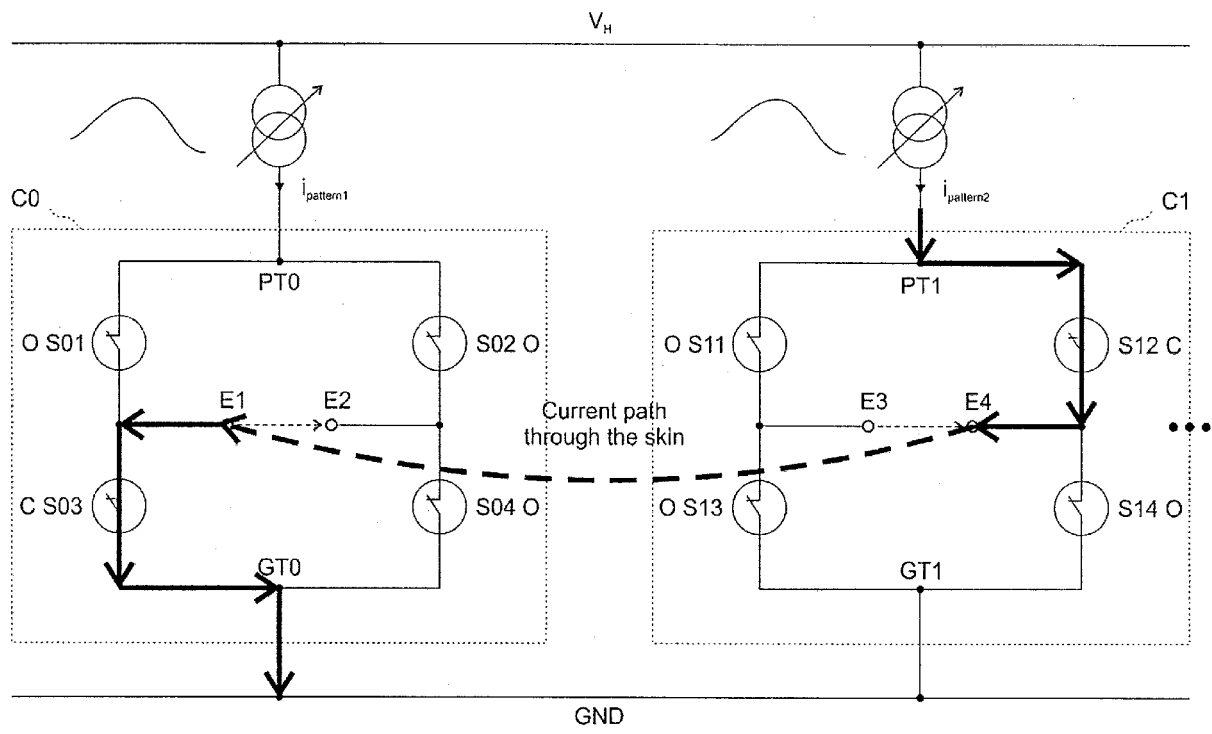 V_H
i_pattern1
i_pattern2
C0
C1
PT0
PT1
O S01
S02 O
O S11
S12 C
E1
E2
Current path
through the skin
E3
E4
C S03
S04 O
O S13
S14 O
GT0
GT1
GND